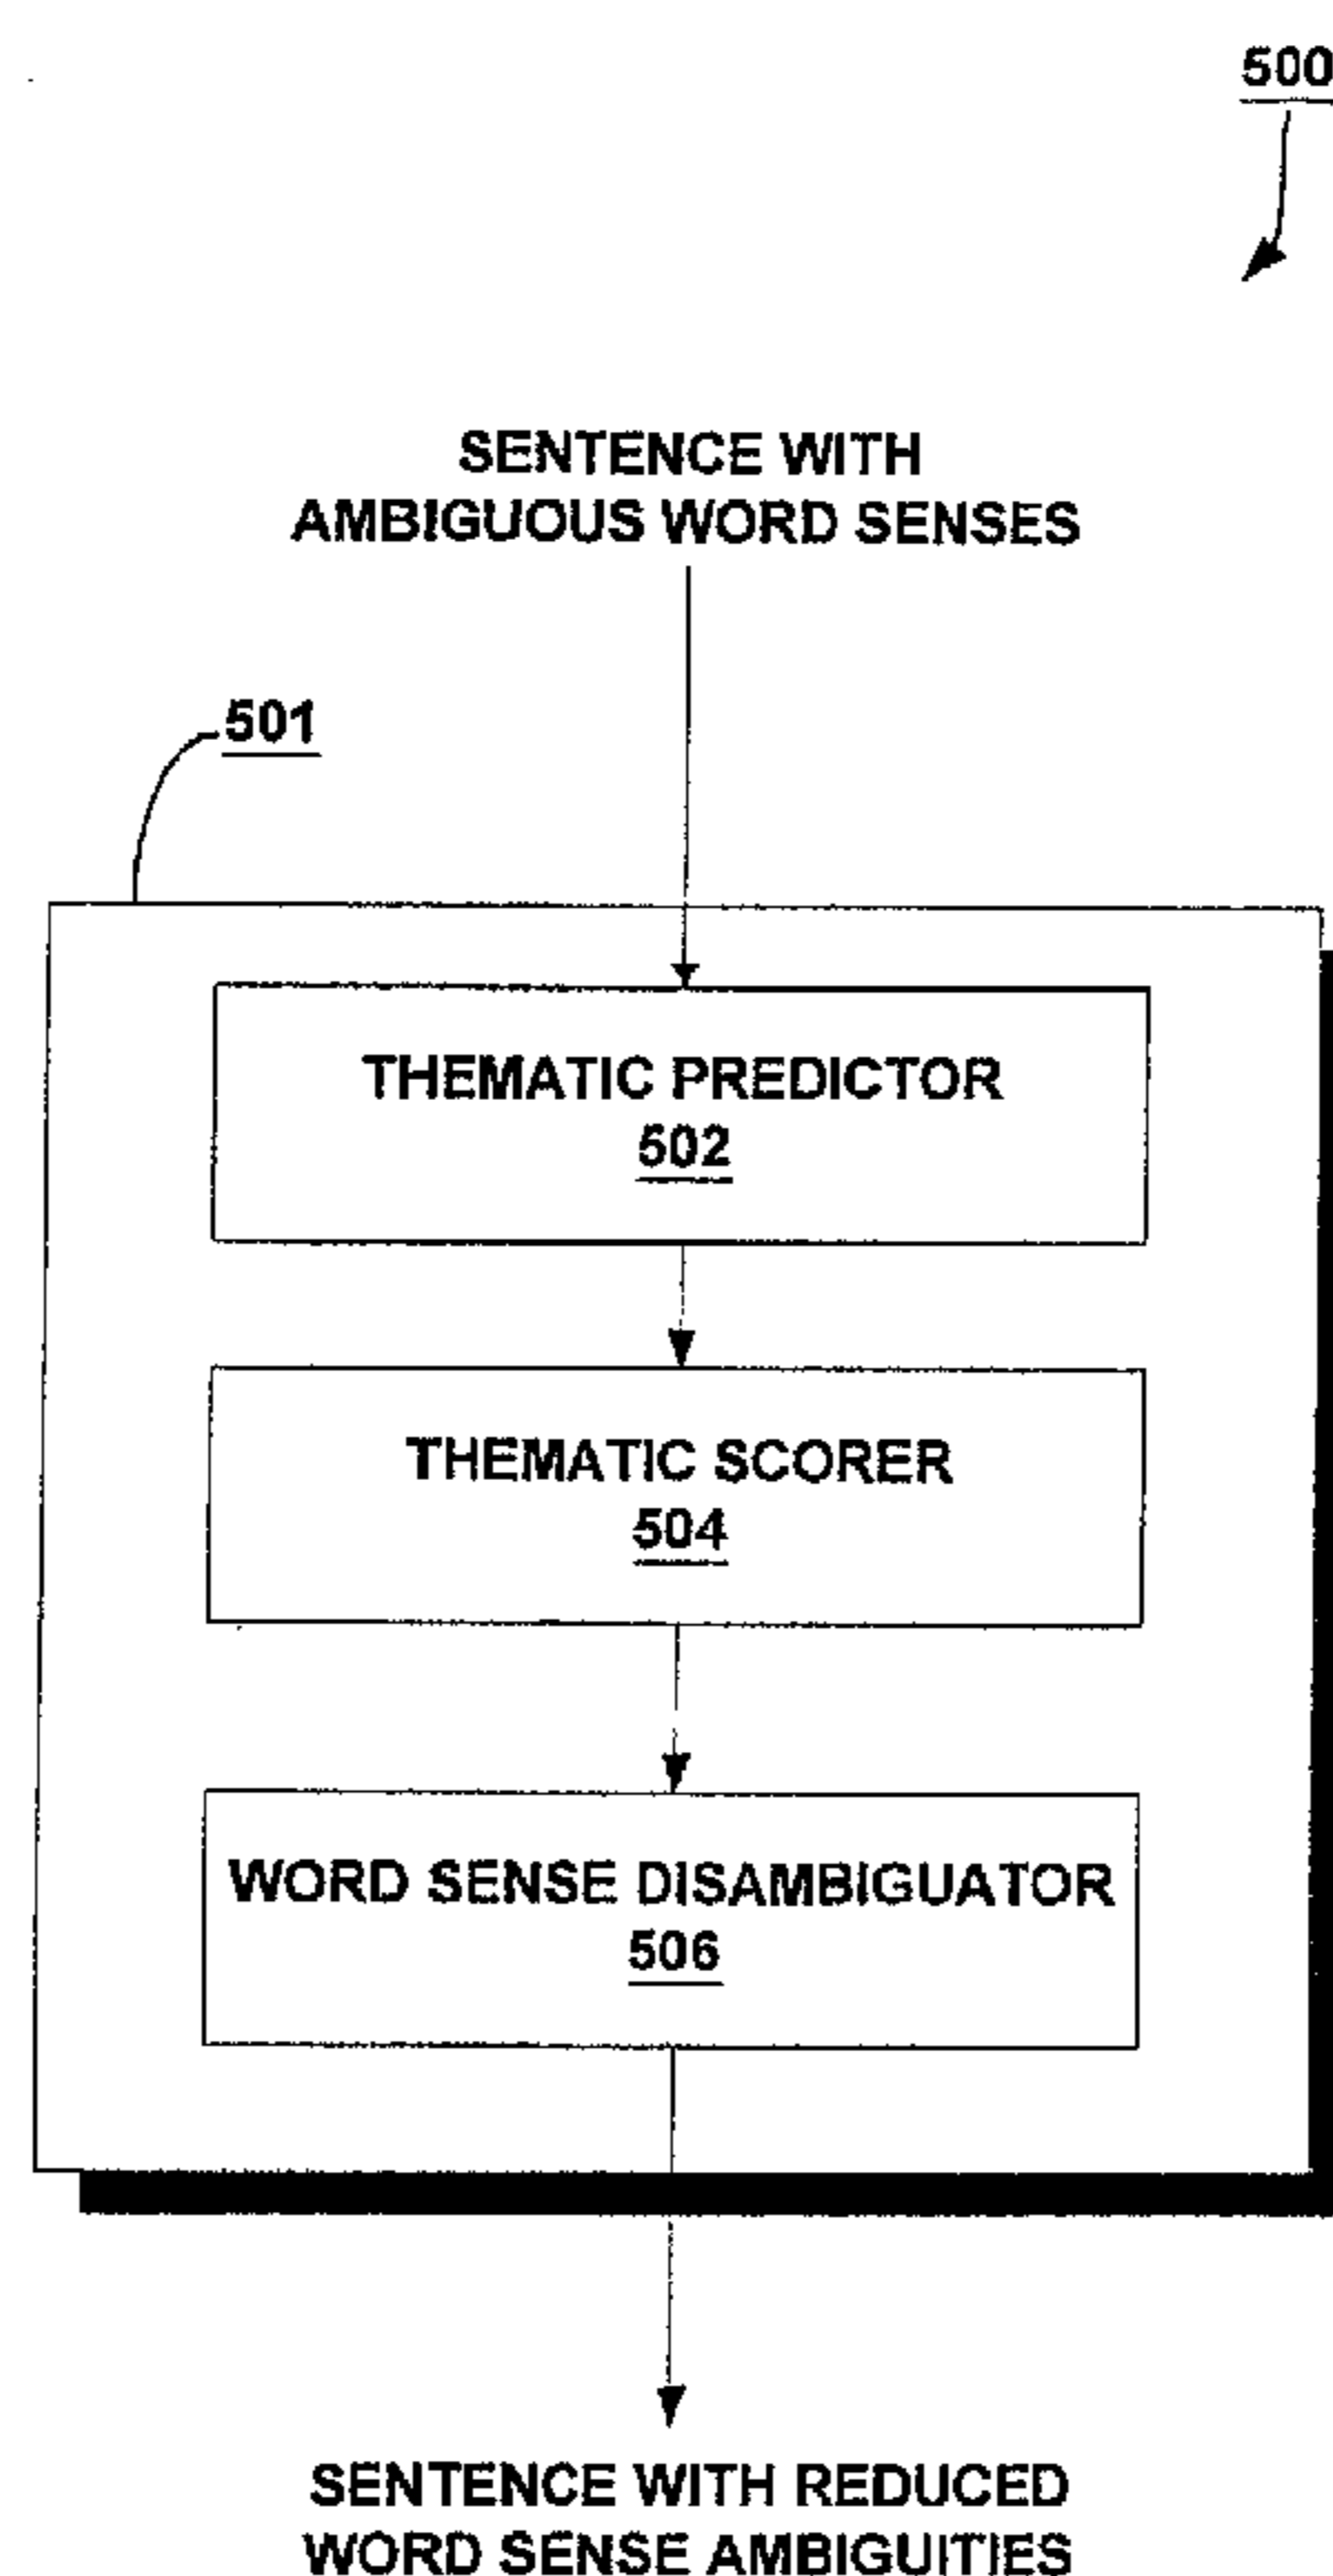 500
SENTENCE WITH
AMBIGUOUS WORD SENSES
501
THEMATIC PREDICTOR
502
THEMATIC SCORER
504
WORD SENSE DISAMBIGUATOR
506
SENTENCE WITH REDUCED
WORD SENSE AMBIGUITIES